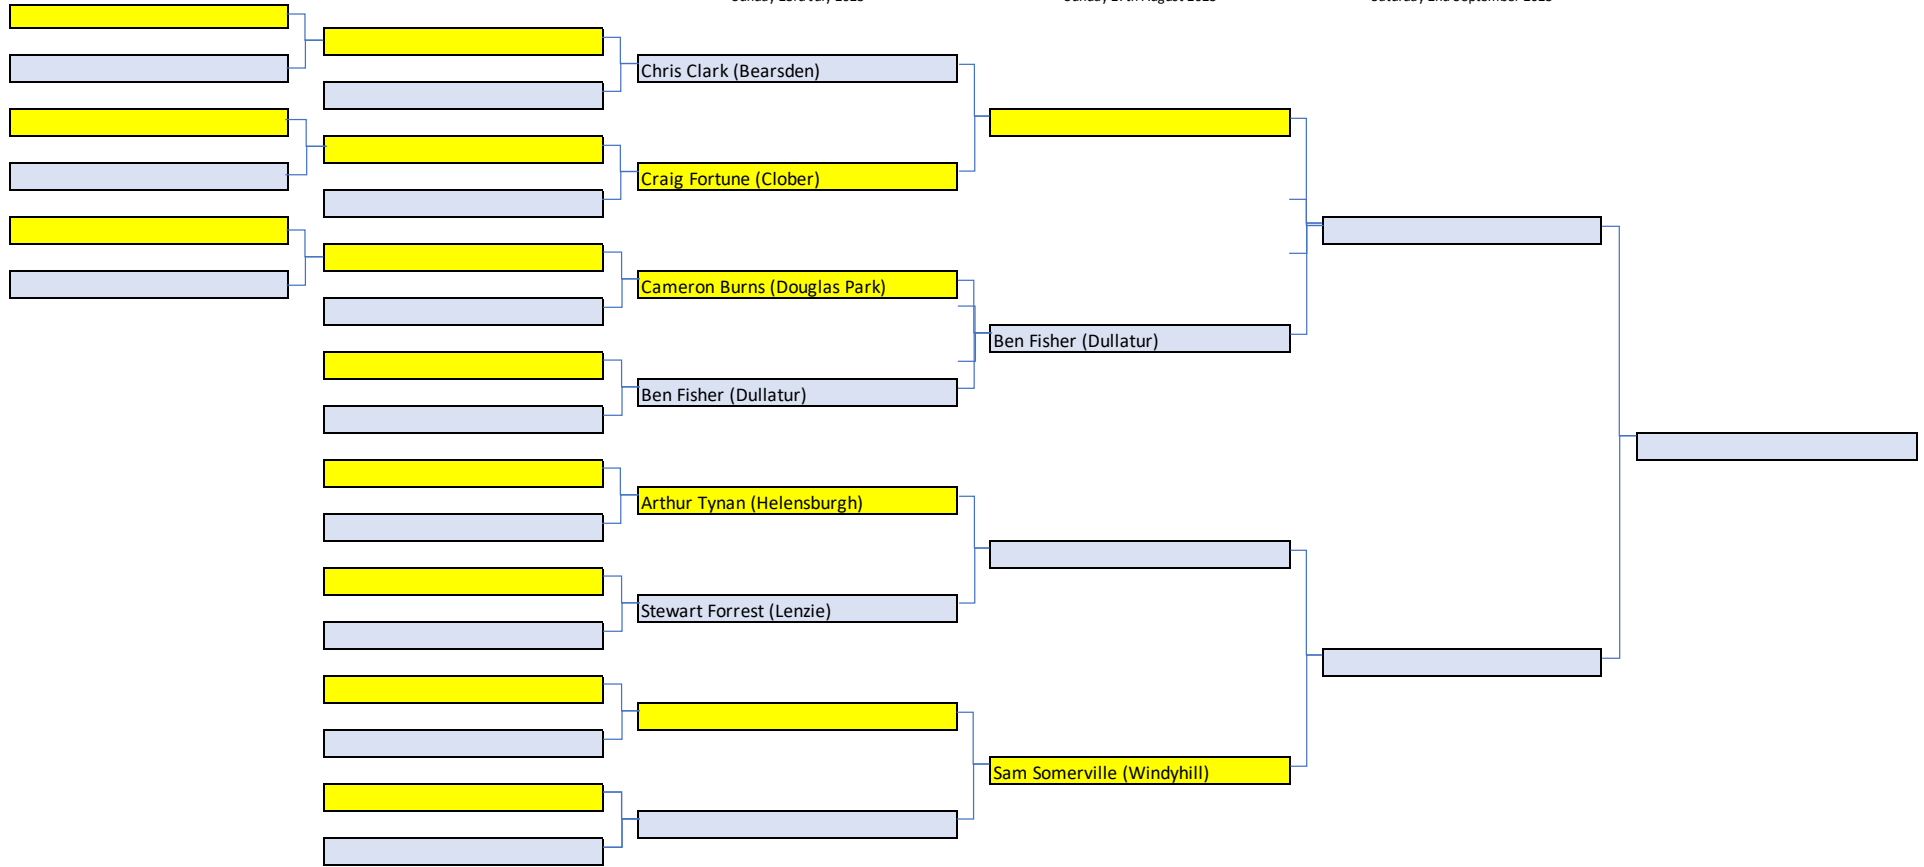 Chris Clark (Bearsden)
Craig Fortune (Clober)
Cameron Burns (Douglas Park)
Ben Fisher (Dullatur)
Ben Fisher (Dullatur)
Arthur Tynan (Helensburgh)
Stewart Forrest (Lenzie)
Sam Somerville (Windyhill)